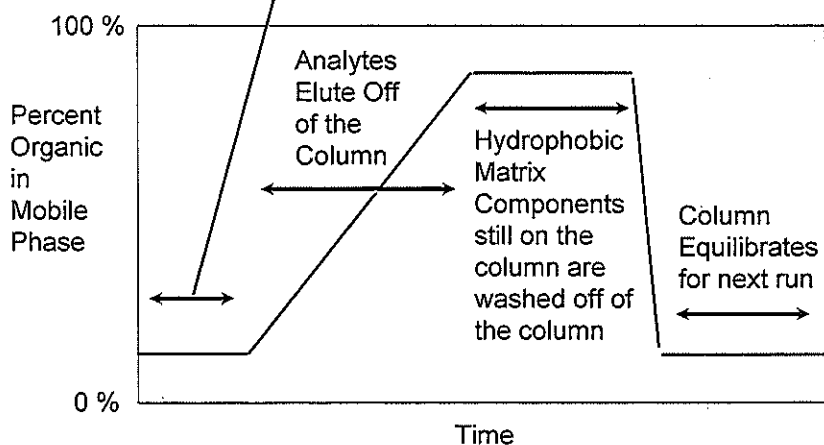 100 %
Percent
Organic
in
Mobile
Phase
0 %
Analytes
Elute Off
of the
Column
Hydrophobic
Matrix
Components
still on the
column are
washed off of
the column
Column
Equilibrates
for next run
Time